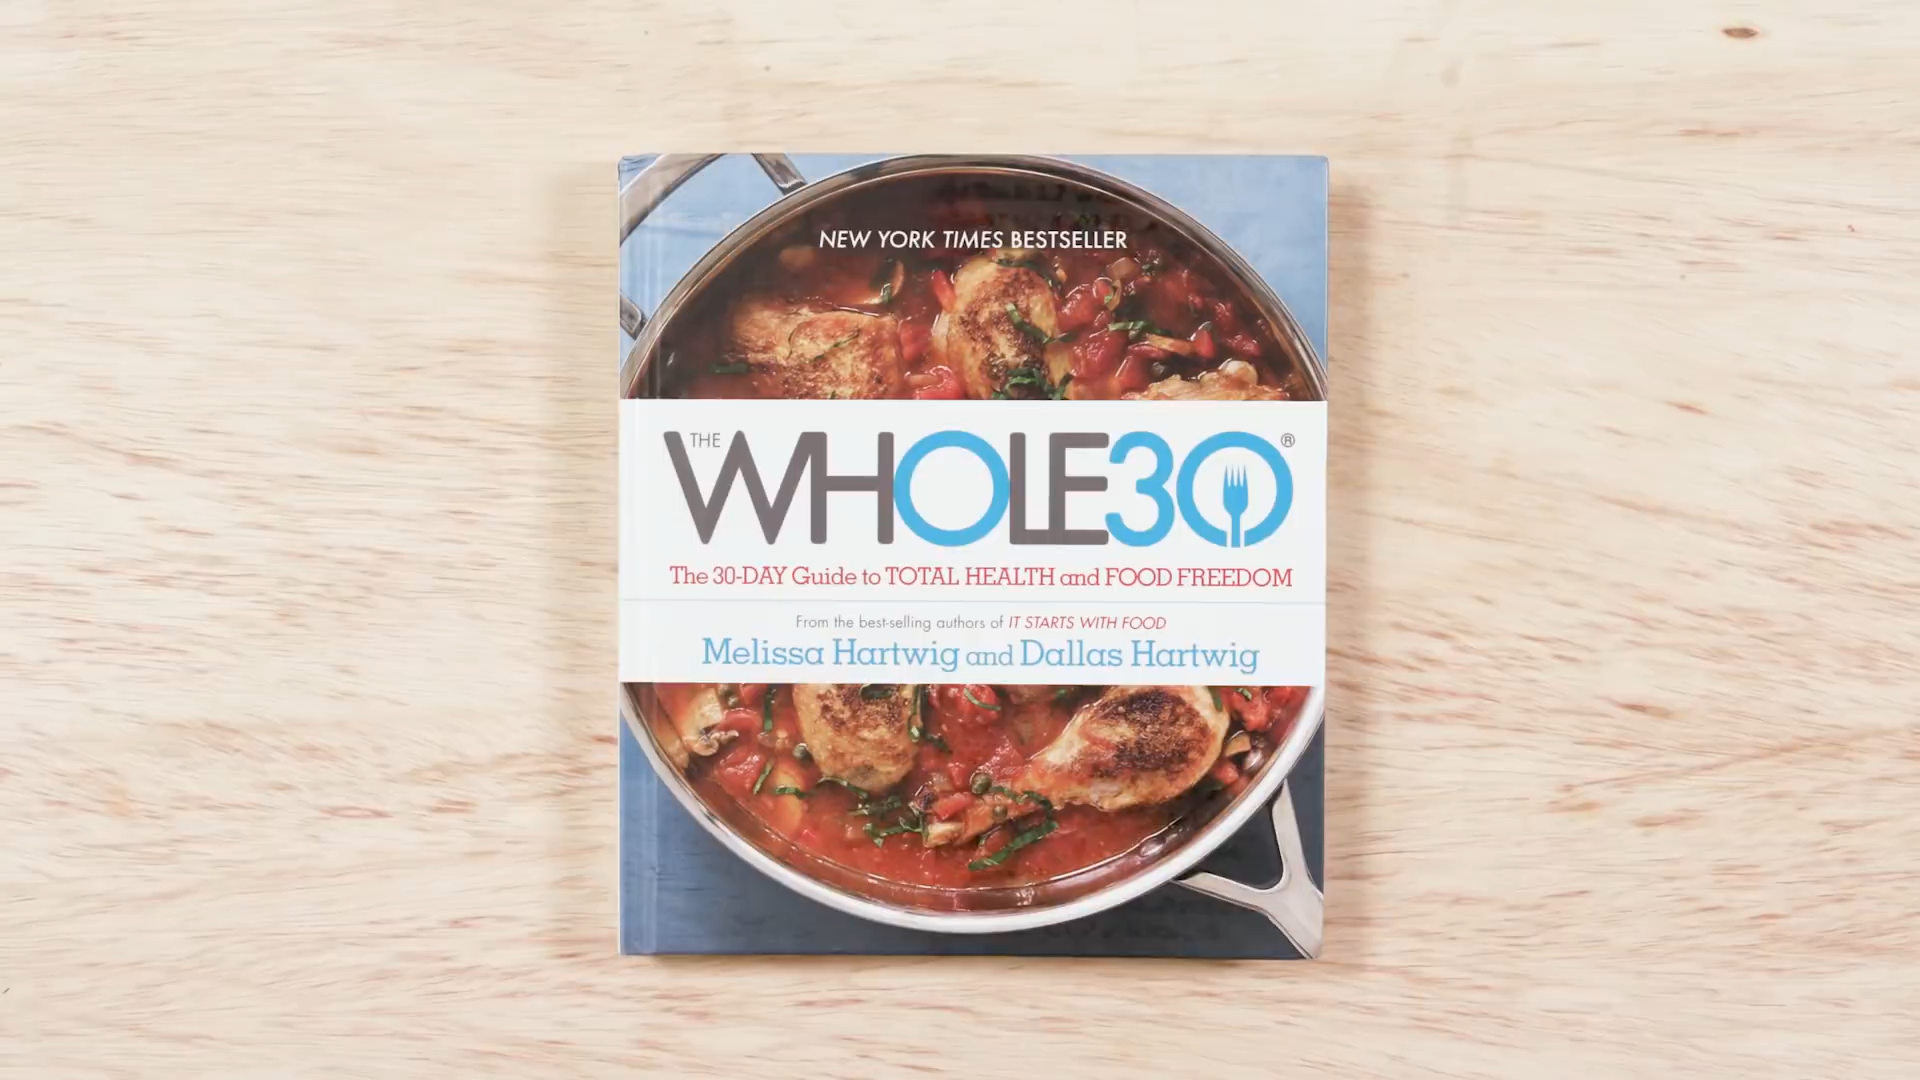 NEW YORK TIMES BESTSELLER
THE WHOLE30®
The 30-DAY Guide to TOTAL HEALTH and FOOD FREEDOM
From the best-selling authors of IT STARTS WITH FOOD
Melissa Hartwig and Dallas Hartwig